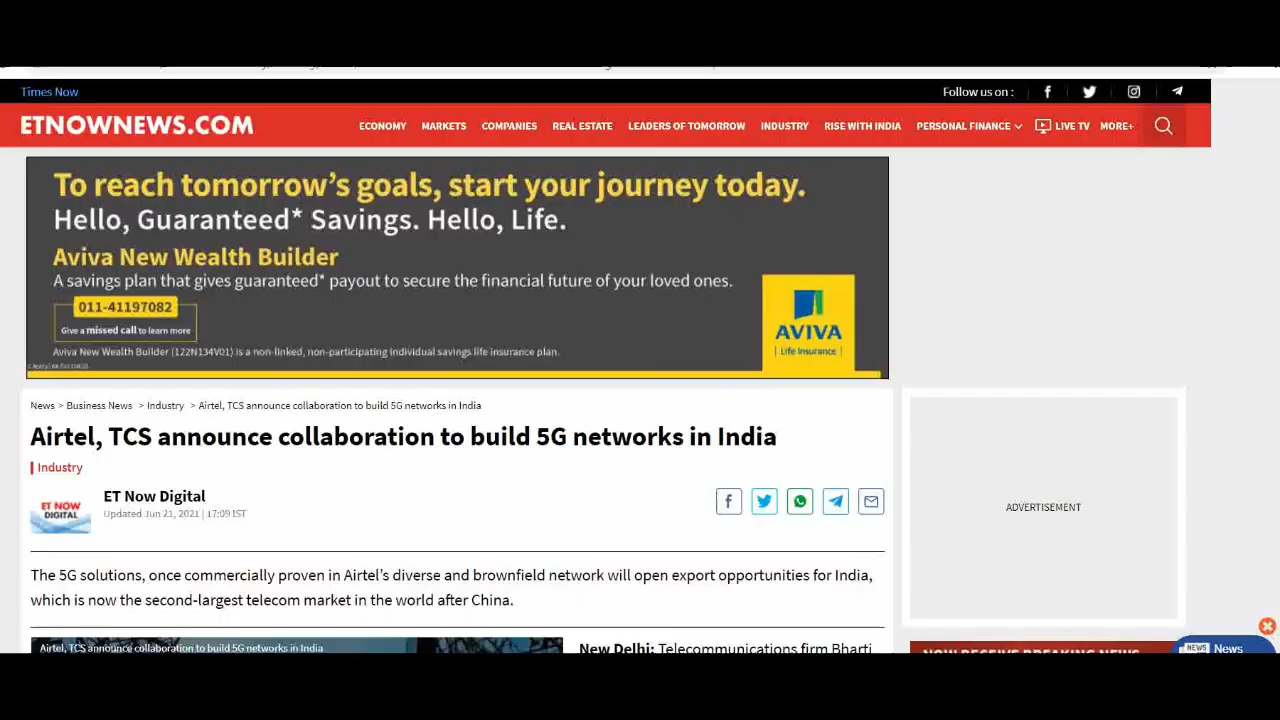 Times Now
Follow us on :
ETNOWNEWS.COM
ECONOMY MARKETS COMPANIES REAL ESTATE LEADERS OF TOMORROW INDUSTRY RISE WITH INDIA PERSONAL FINANCE LIVE TV MORE+
To reach tomorrow's goals, start your journey today.
Hello, Guaranteed* Savings. Hello, Life.
Aviva New Wealth Builder
A savings plan that gives guaranteed* payout to secure the financial future of your loved ones.
011-41197082
Give a missed call to learn more
Aviva New Wealth Builder (122N134V01) is a non-linked, non-participating individual savings life insurance plan.
AVIVA
| Life Insurance |
News > Business News > Industry > Airtel, TCS announce collaboration to build 5G networks in India
Airtel, TCS announce collaboration to build 5G networks in India
Industry
ET NOW
DIGITAL
ET Now Digital
Updated Jun 21, 2021 | 17:09 IST
The 5G solutions, once commercially proven in Airtel's diverse and brownfield network will open export opportunities for India,
which is now the second-largest telecom market in the world after China.
ADVERTISEMENT
Airtel, TCS announce collaboration to build 5G networks in India
New Delhi: Telecommunications firm Bharti
NOW RECEIVE BREAKING NEWS
NEWS News